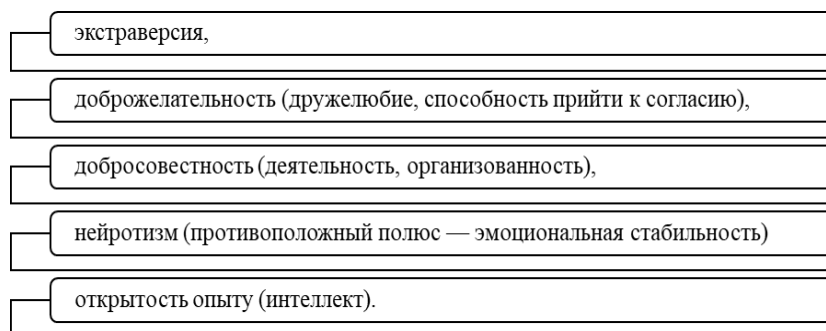 экстраверсия,
доброжелательность (дружелюбие, способность прийти к согласию),
добросовестность (деятельность, организованность),
нейротизм (противоположный полюс — эмоциональная стабильность)
открытость опыту (интеллект).